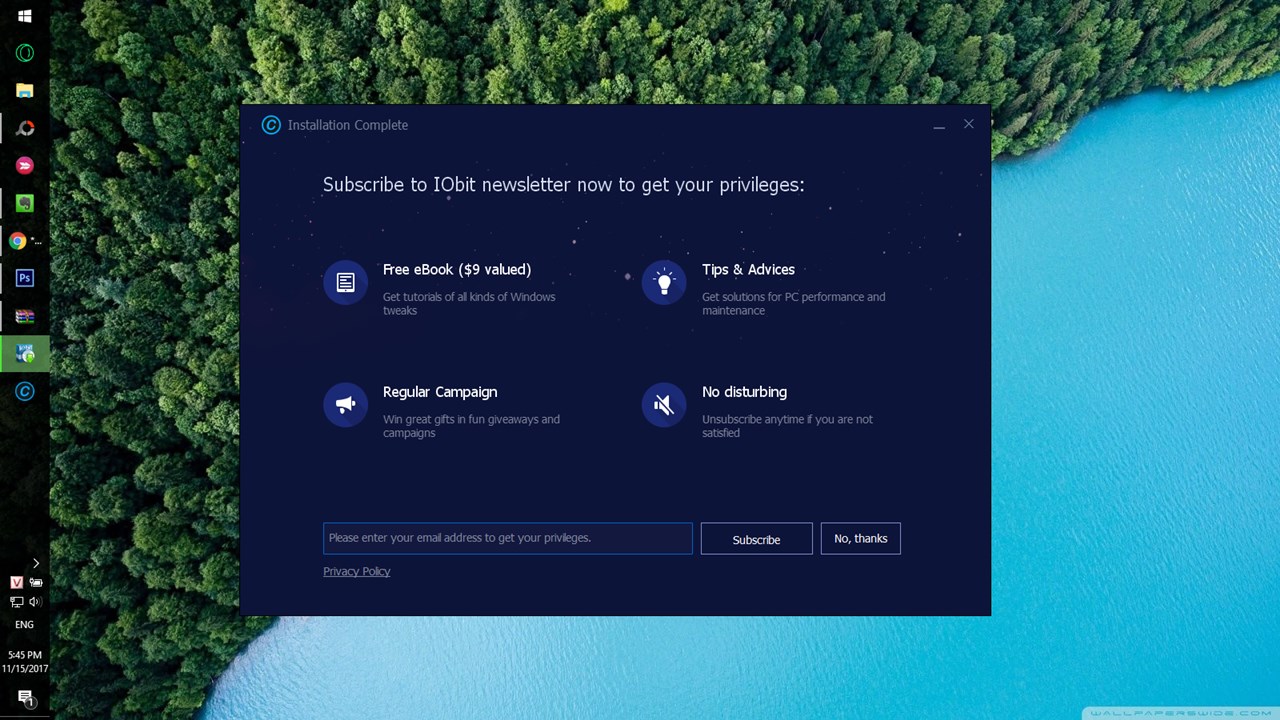 Installation Complete
Subscribe to IObit newsletter now to get your privileges:
Free eBook ($9 valued)
Get tutorials of all kinds of Windows
tweaks
Tips & Advices
Get solutions for PC performance and
maintenance
Regular Campaign
Win great gifts in fun giveaways and
campaigns
No disturbing
Unsubscribe anytime if you are not
satisfied
Please enter your email address to get your privileges.
Subscribe
No, thanks
Privacy Policy
Ps
V
ENG
5:45 PM
11/15/2017
1
WALLPAPERSWIDE.COM